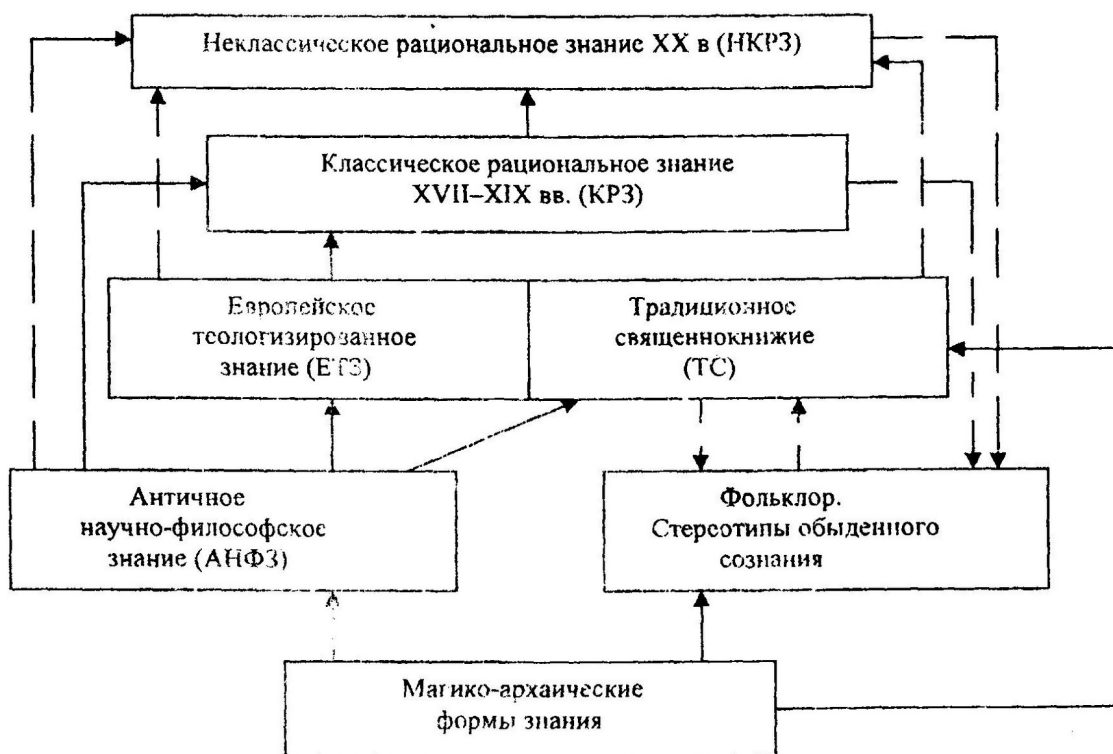 Неклассическое рациональное знание XX в (НКРЗ)
Классическое рациональное знание
XVII–XIX вв. (КРЗ)
Европейское
теологизированное
знание (ЕТЗ)
Традиционное
священнокнижие
(ТС)
Античное
научно-философское
знание (АНФЗ)
Фольклор.
Стереотипы обыденного
сознания
Магико-архаические
формы знания